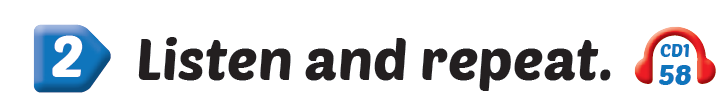 2 Listen and repeat. CD1 58